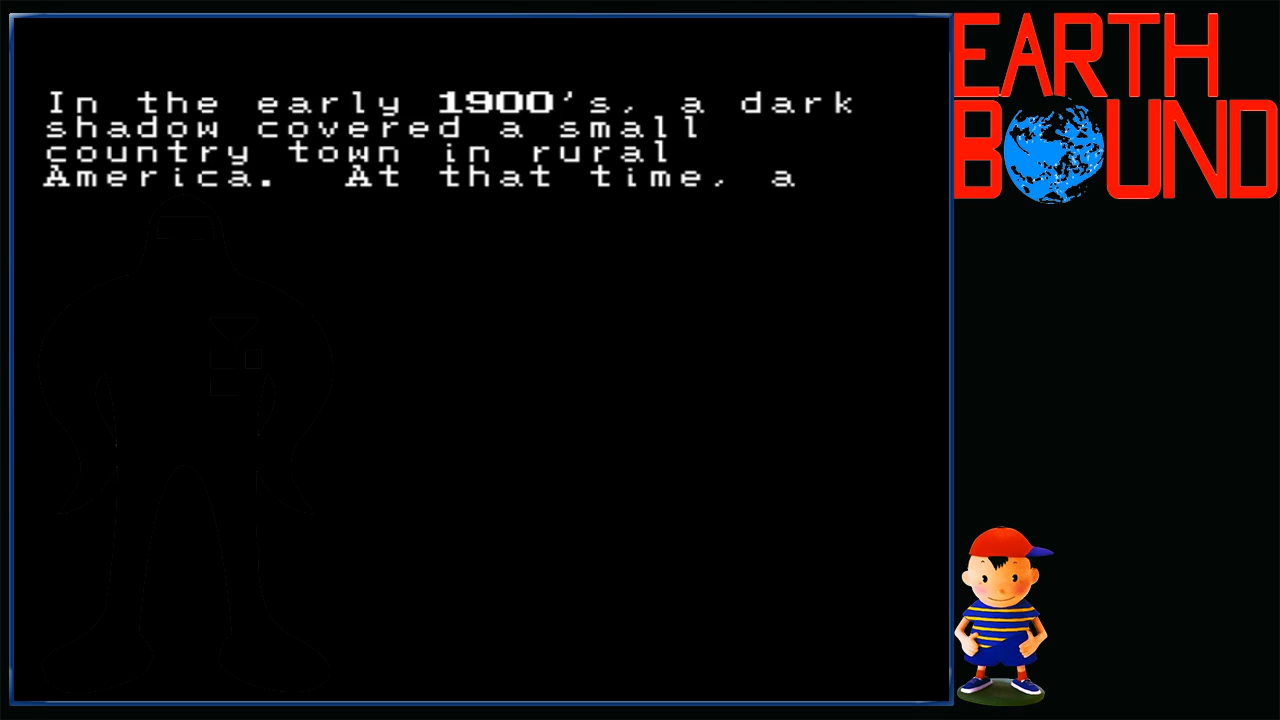 In the early 1900's, a dark
shadow covered a small
country town in rural
America.  At that time, a
EARTH
BOUND